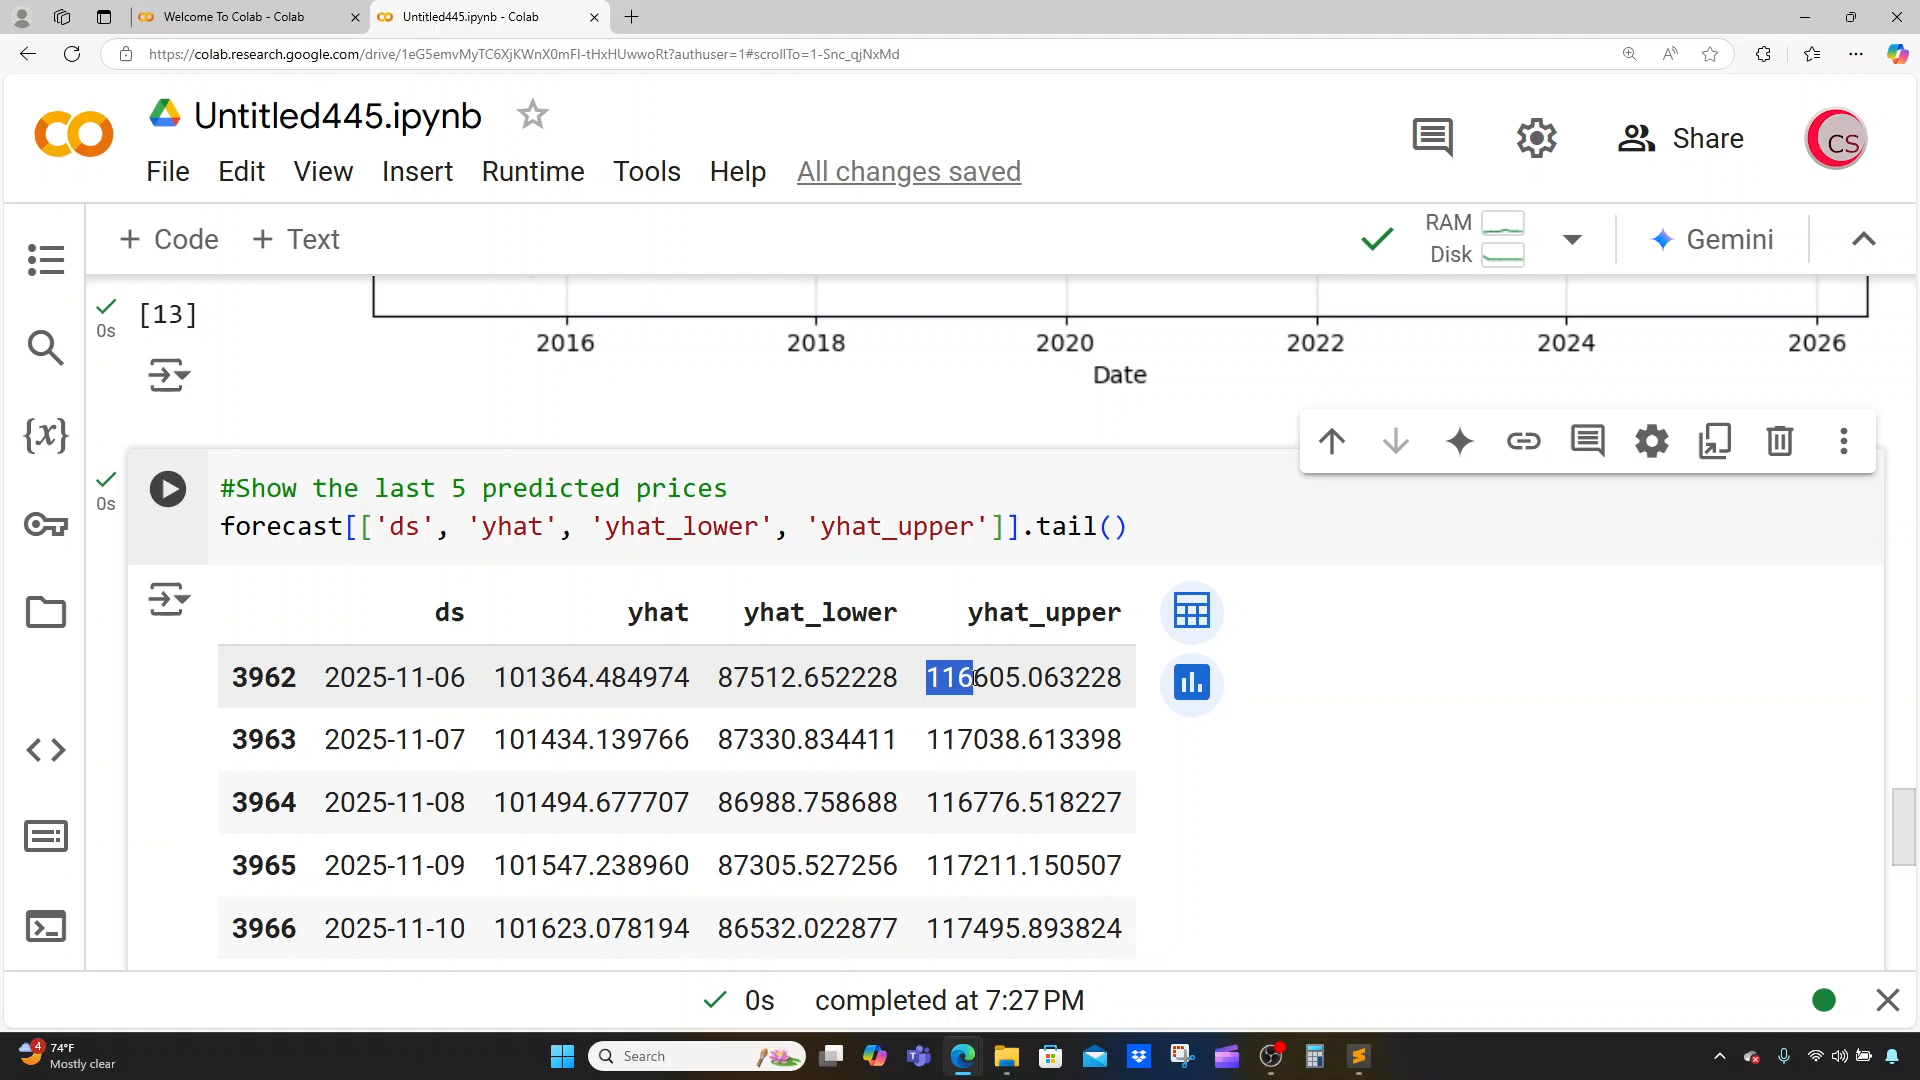 Welcome To Colab - Colab
Untitled445.ipynb - Colab
https://colab.research.google.com/drive/1eG5emvMyTC6XjKWnX0mFI-tHxHUwwoRt?authuser=1#scrollTo=1-Snc_qjNxMd
Untitled445.ipynb
Share
CS
File Edit View Insert Runtime Tools Help All changes saved
+ Code + Text
RAM
Disk
Gemini
[13]
0s
2016 2018 2020 2022 2024 2026
Date
0s
#Show the last 5 predicted prices
forecast[['ds', 'yhat', 'yhat_lower', 'yhat_upper']].tail()
ds yhat yhat_lower yhat_upper
3962 2025-11-06 101364.484974 87512.652228 116605.063228
3963 2025-11-07 101434.139766 87330.834411 117038.613398
3964 2025-11-08 101494.677707 86988.758688 116776.518227
3965 2025-11-09 101547.238960 87305.527256 117211.150507
3966 2025-11-10 101623.078194 86532.022877 117495.893824
0s completed at 7:27 PM
4
74°F
Mostly clear
Search